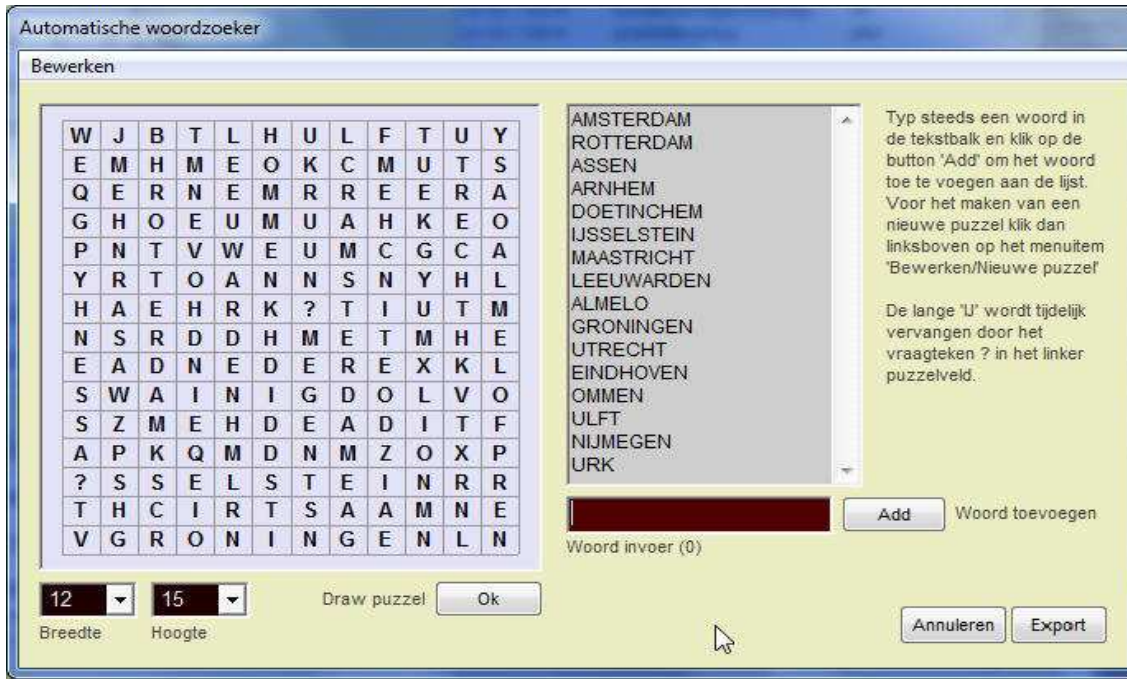 Automatische woordzoeker
Bewerken
W J B T L H U L F T U Y
E M H M E O K C M U T S
Q E R N E M R R E E R A
G H O E U M U A H K E O
P N T V W E U M C G C A
Y R T O A N N S N Y H L
H A E H R K ? T I U T M
N S R D D H M E T M H E
E A D N E D E R E X K L
S W A I N I G D O L V O
S Z M E H D E A D I T F
A P K Q M D N M Z O X P
? S S E L S T E I N R R
T H C I R T S A A M N E
V G R O N I N G E N L N
12
15
Draw puzzel
Ok
Breedte
Hoogte
AMSTERDAM
ROTTERDAM
ASSEN
ARNHEM
DOETINCHEM
IJSSELSTEIN
MAASTRICHT
LEEUWARDEN
ALMELO
GRONINGEN
UTRECHT
EINDHOVEN
OMMEN
ULFT
NIJMEGEN
URK
Add
Woord toevoegen
Woord invoer (0)
Typ steeds een woord in
de tekstbalk en klik op de
button 'Add' om het woord
toe te voegen aan de lijst.
Voor het maken van een
nieuwe puzzel klik dan
linksboven op het menuitem
'Bewerken/Nieuwe puzzel'
De lange 'IJ' wordt tijdelijk
vervangen door het
vraagteken ? in het linker
puzzelveld.
Annuleren
Export